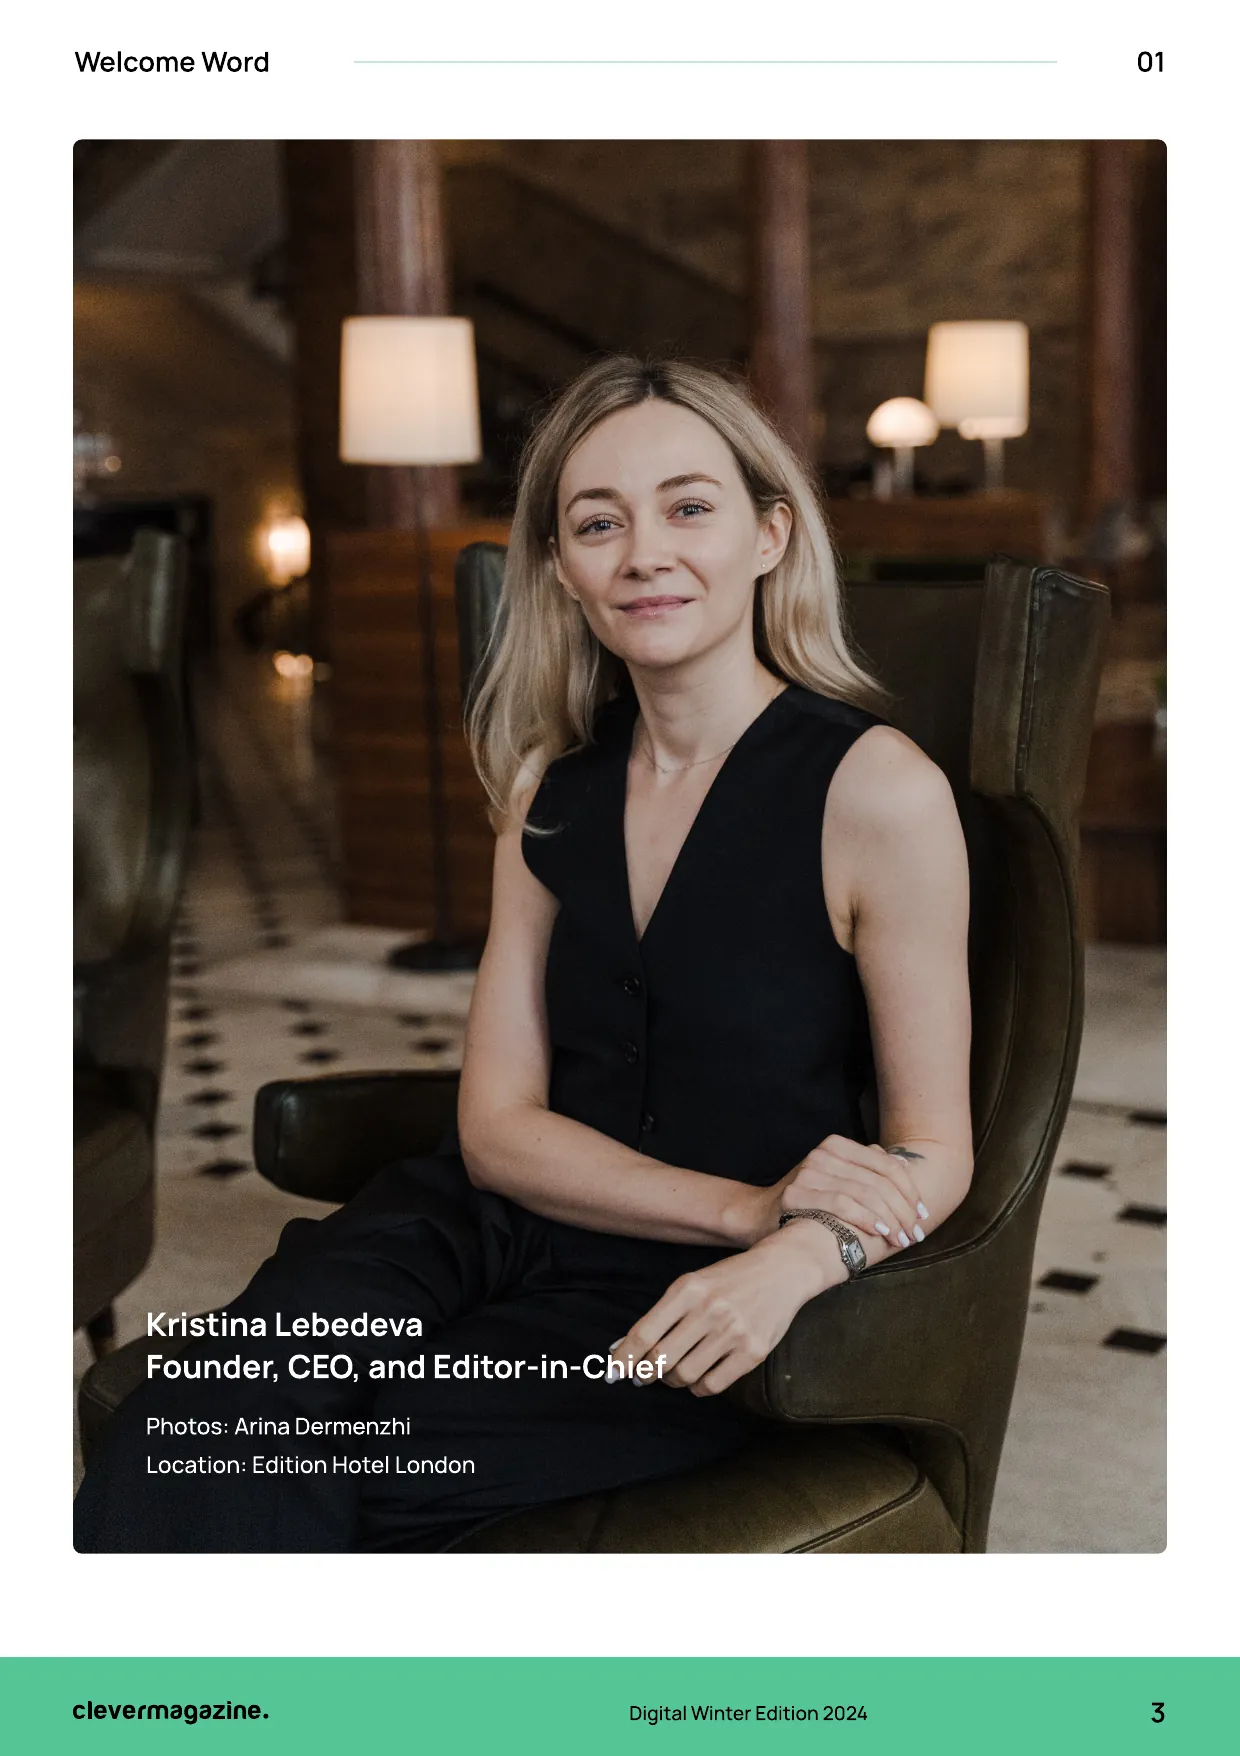 Welcome Word
01
Kristina Lebedeva
Founder, CEO, and Editor-in-Chief
Photos: Arina Dermenzhi
Location: Edition Hotel London
clevermagazine.
Digital Winter Edition 2024
3